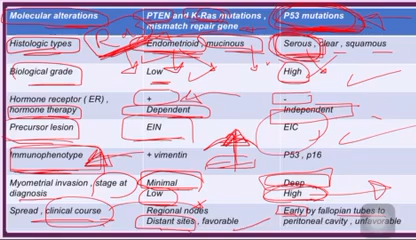 Molecular alterations PTEN and K-Ras mutations , P53 mutations
mismatch repair gene
Histologic types Endometrioid , mucinous Serous , clear , squamous
Biological grade Low High
Hormone receptor ( ER ) , + -
hormone therapy Dependent Independent
Precursor lesion EIN EIC
Immunophenotype + vimentin P53 , p16
Myometrial invasion , stage at Minimal Deep
diagnosis Low High
Spread , clinical course Regional nodes Early by fallopian tubes to
Distant sites , favorable peritoneal cavity , unfavorable